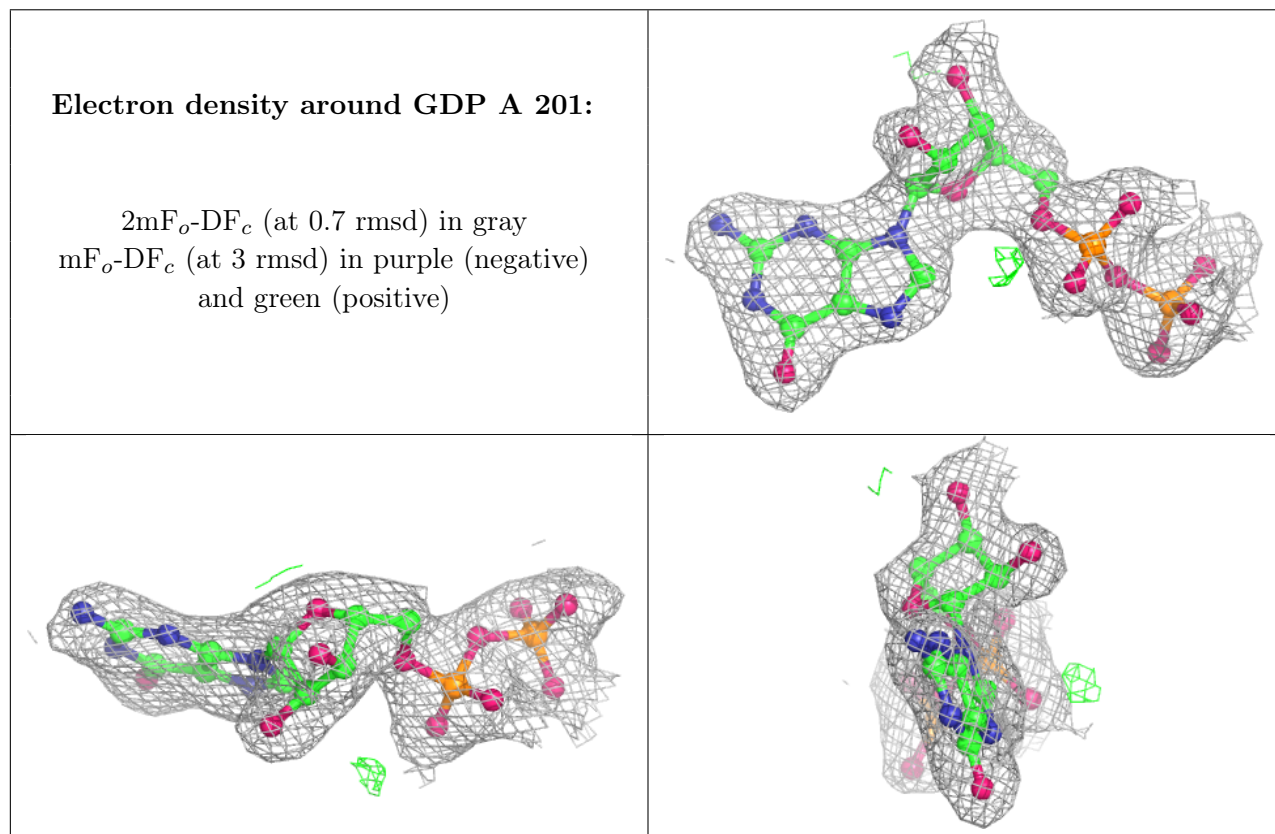 Electron density around GDP A 201:
2mFo-DFc (at 0.7 rmsd) in gray
mFo-DFc (at 3 rmsd) in purple (negative)
and green (positive)